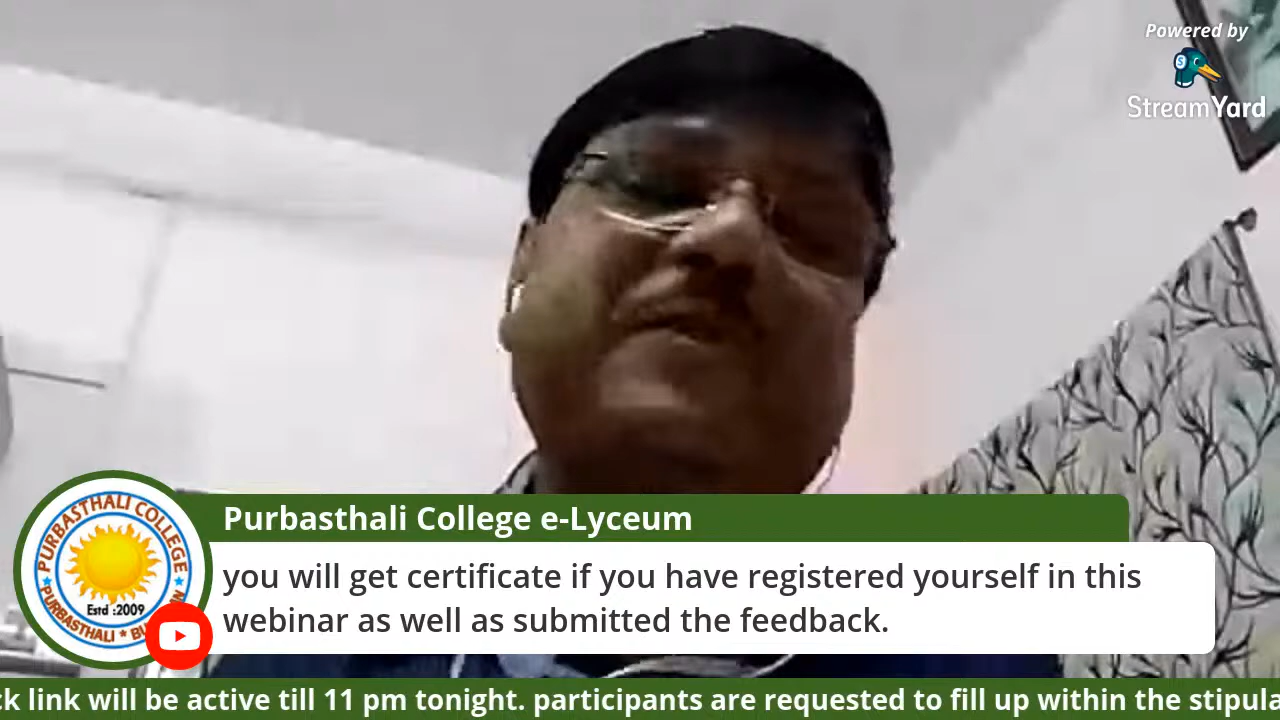 Powered by
StreamYard
Purbasthali College e-Lyceum
you will get certificate if you have registered yourself in this
webinar as well as submitted the feedback.
PURBASTHALI COLLEGE
Estd :2009
PURBASTHALI * BU
link will be active till 11 pm tonight. participants are requested to fill up within the